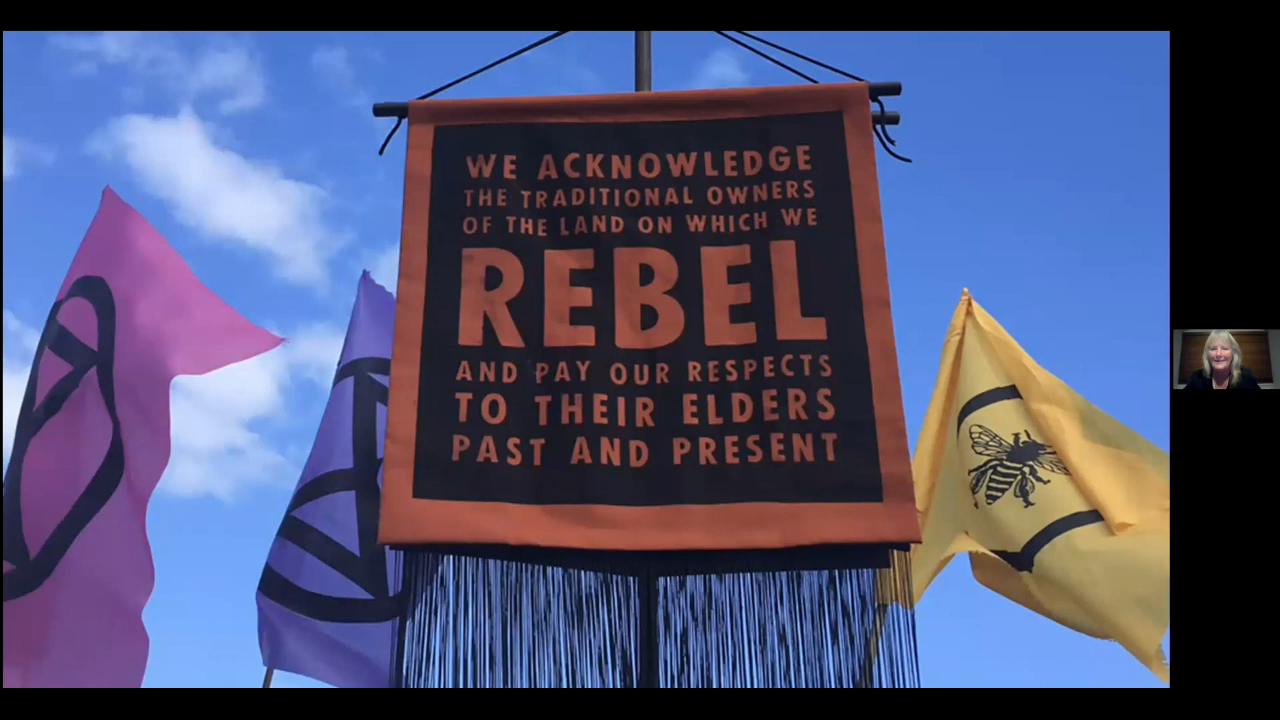 WE ACKNOWLEDGE
THE TRADITIONAL OWNERS
OF THE LAND ON WHICH WE
REBEL
AND PAY OUR RESPECTS
TO THEIR ELDERS
PAST AND PRESENT